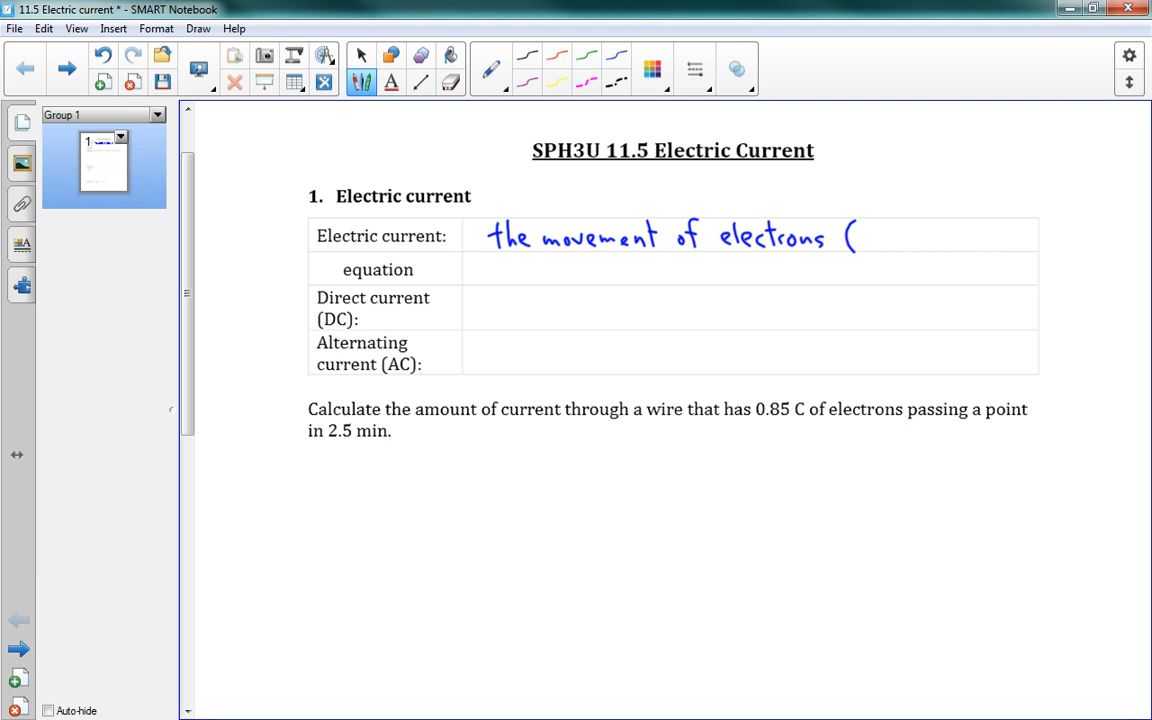 11.5 Electric current * - SMART Notebook
File Edit View Insert Format Draw Help
Group 1
1
SPH3U 11.5 Electric Current
1. Electric current
Electric current: the movement of electrons (
equation
Direct current
(DC):
Alternating
current (AC):
Calculate the amount of current through a wire that has 0.85 C of electrons passing a point
in 2.5 min.
Auto-hide